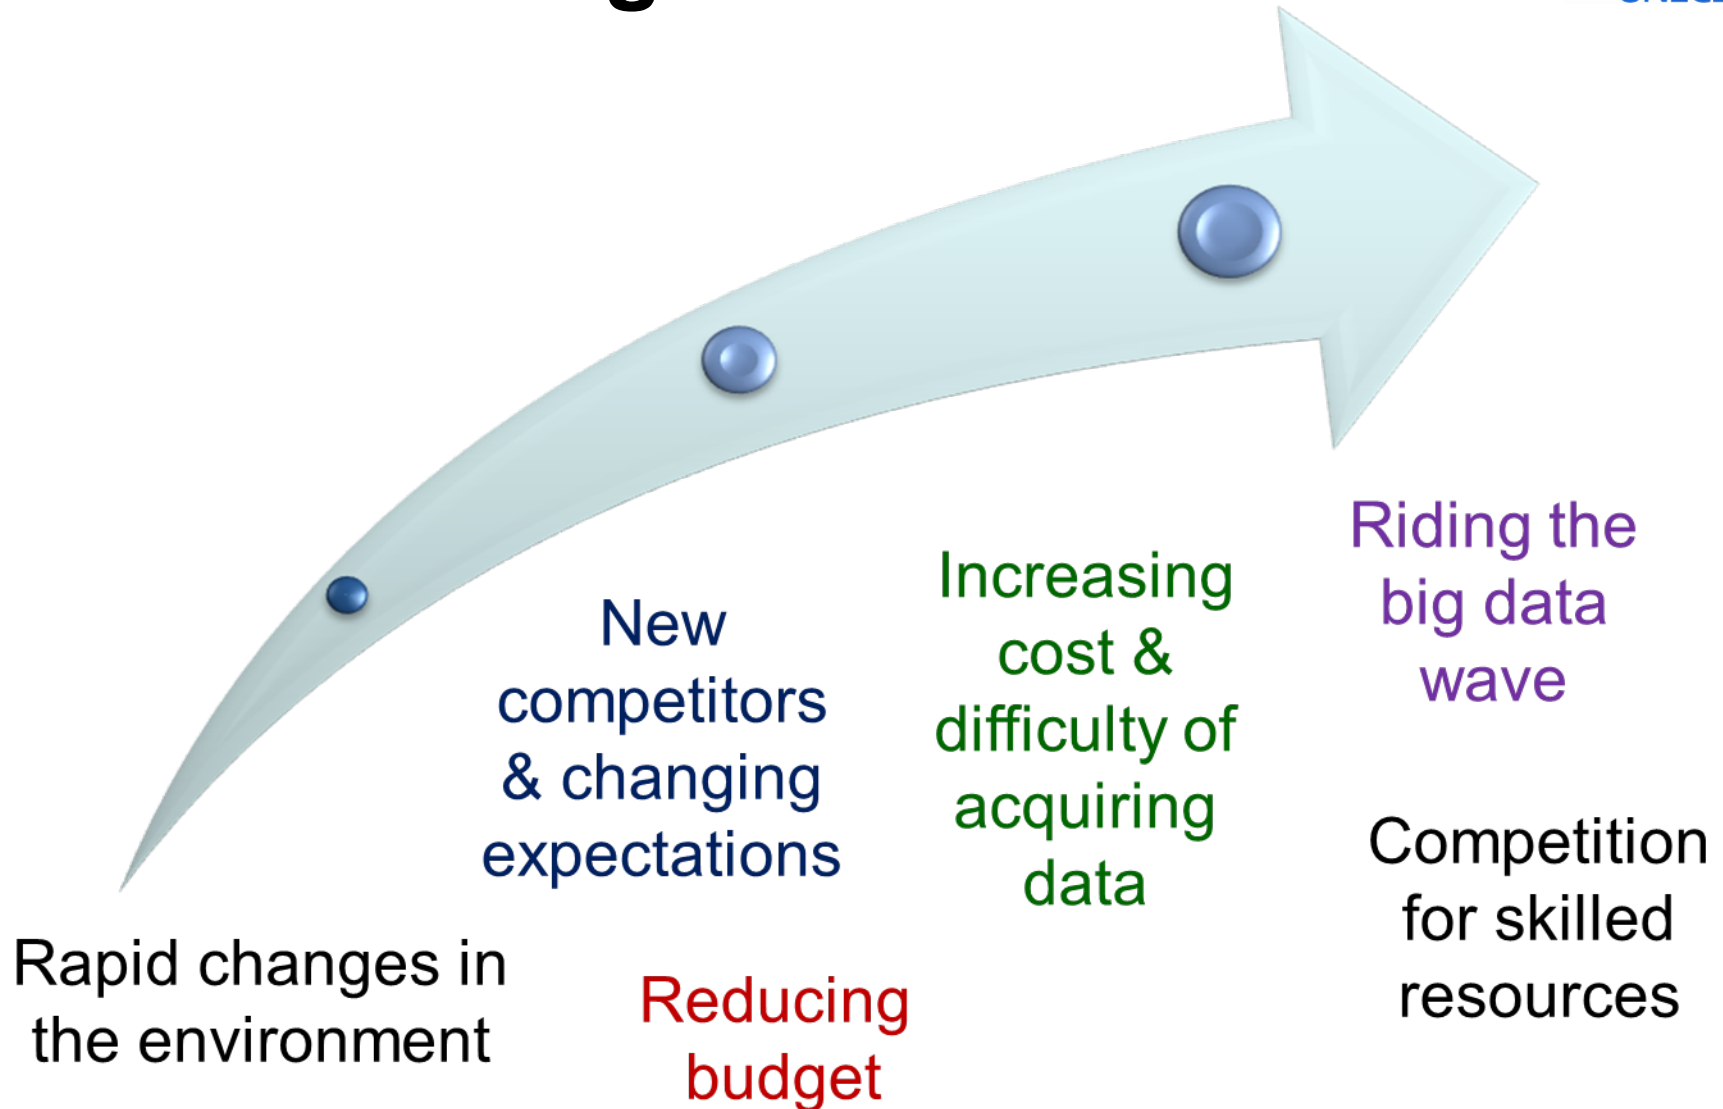 New
competitors
& changing
expectations
Increasing
cost &
difficulty of
acquiring
data
Riding the
big data
wave
Rapid changes in
the environment
Reducing
budget
Competition
for skilled
resources